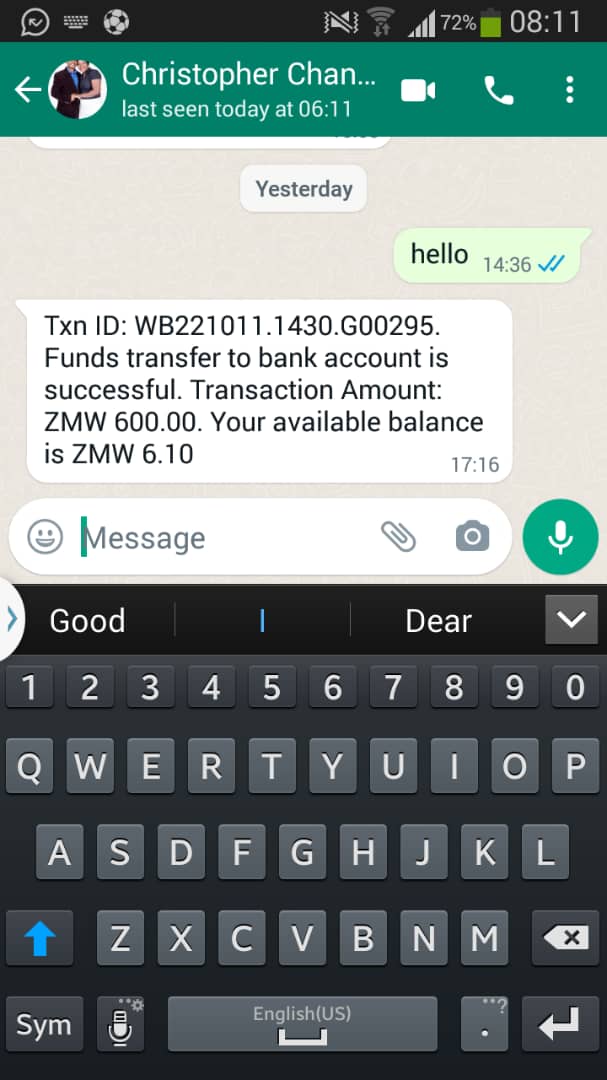 72% 08:11
Christopher Chan...
last seen today at 06:11
Yesterday
hello 14:36
Txn ID: WB221011.1430.G00295.
Funds transfer to bank account is
successful. Transaction Amount:
ZMW 600.00. Your available balance
is ZMW 6.10
17:16
Message
Good I Dear
1 2 3 4 5 6 7 8 9 0
Q W E R T Y U I O P
A S D F G H J K L
Z X C V B N M
Sym English(US) . ?